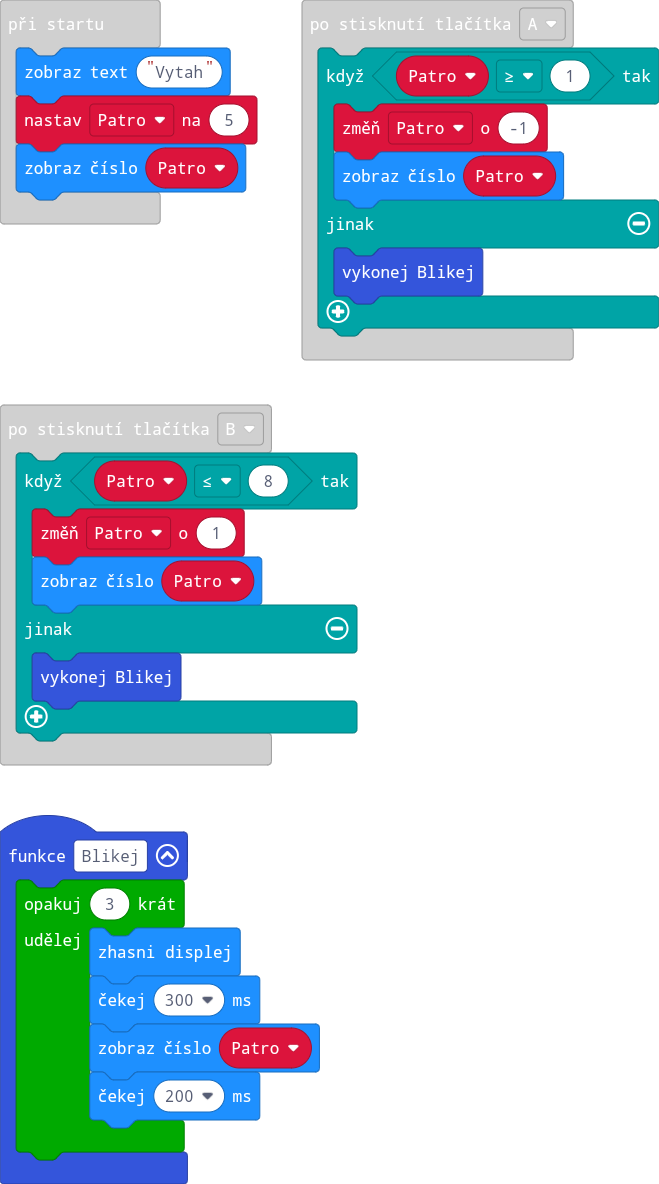 při startu
zobraz text "Vytah"
nastav Patro na 5
zobraz číslo Patro
po stisknutí tlačítka A
když Patro ≥ 1 tak
změň Patro o -1
zobraz číslo Patro
jinak
vykonej Blikej
po stisknutí tlačítka B
když Patro ≤ 8 tak
změň Patro o 1
zobraz číslo Patro
jinak
vykonej Blikej
funkce Blikej
opakuj 3 krát
udělej
zhasni displej
čekej 300 ms
zobraz číslo Patro
čekej 200 ms